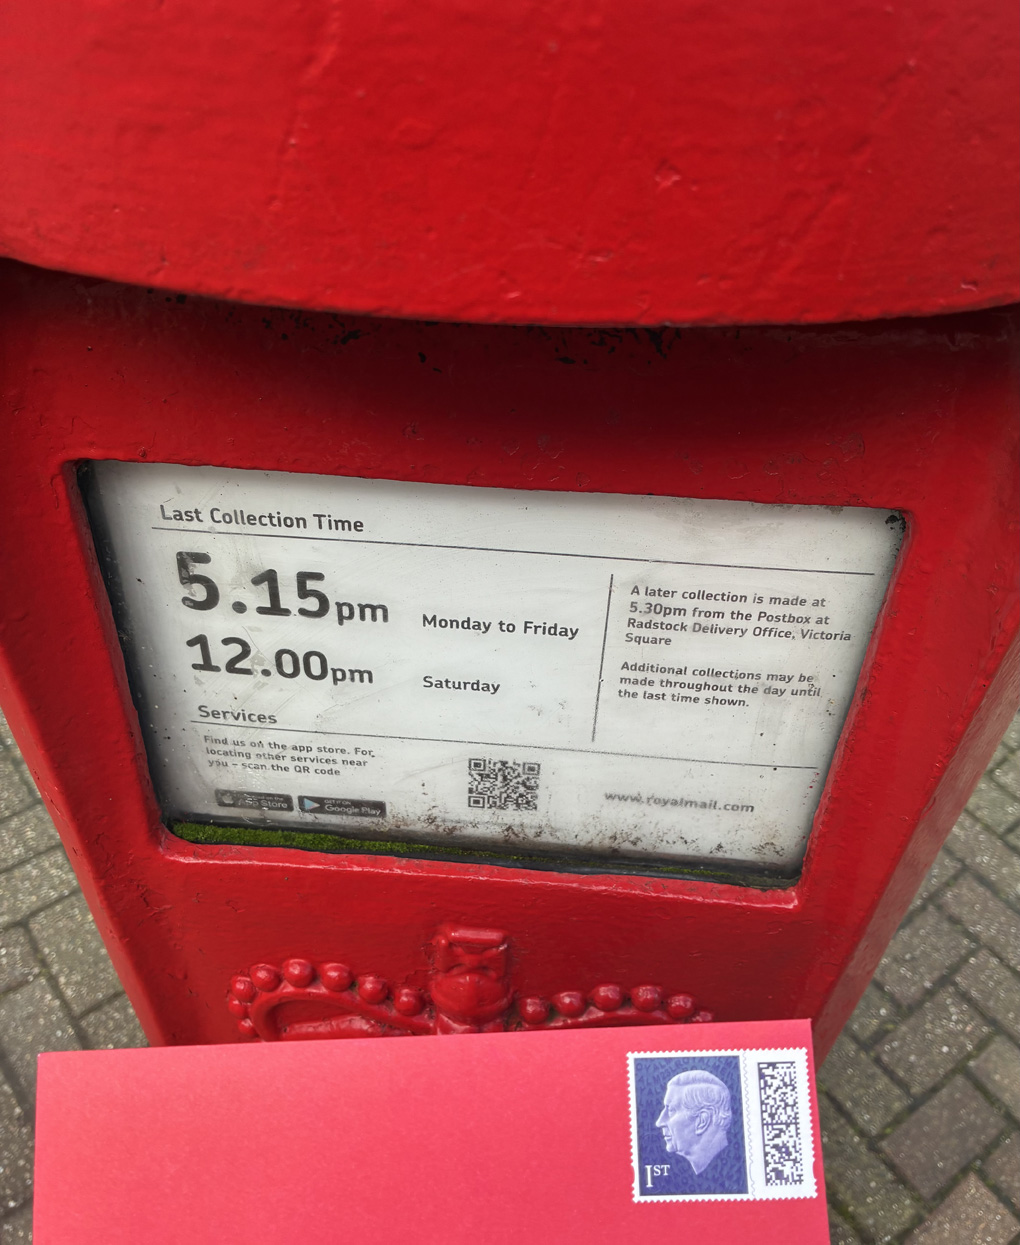 Last Collection Time
5.15pm Monday to Friday
12.00pm Saturday
A later collection is made at
5.30pm from the Postbox at
Radstock Delivery Office, Victoria
Square
Additional collections may be
made throughout the day until
the last time shown.
Services
Find us on the app store. For
locating other services near
you – scan the QR code
App Store
GET IT ON
Google Play
www.royalmail.com
1ST